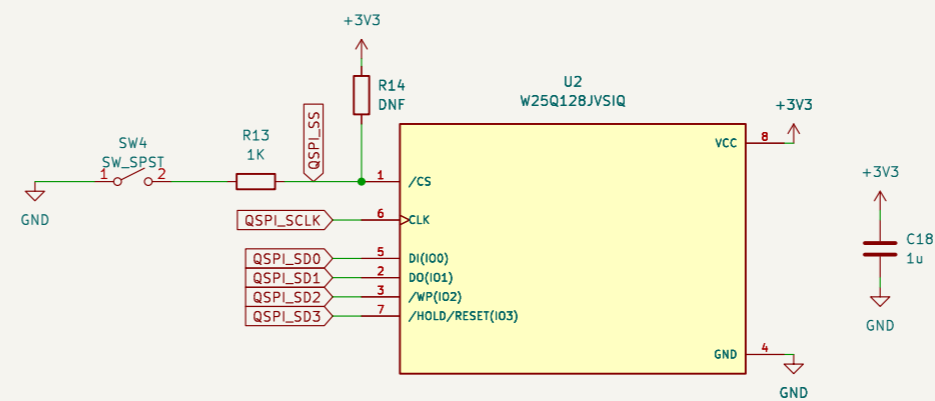 +3V3
R14
DNF
U2
W25Q128JVSIQ
+3V3
VCC
8
QSPI_SS
R13
1K
SW4
SW_SPST
1
2
GND
1
/CS
+3V3
QSPI_SCLK
6
CLK
C18
1u
QSPI_SD0
5
DI(IO0)
QSPI_SD1
2
DO(IO1)
QSPI_SD2
3
/WP(IO2)
QSPI_SD3
7
/HOLD/RESET(IO3)
GND
GND
4
GND